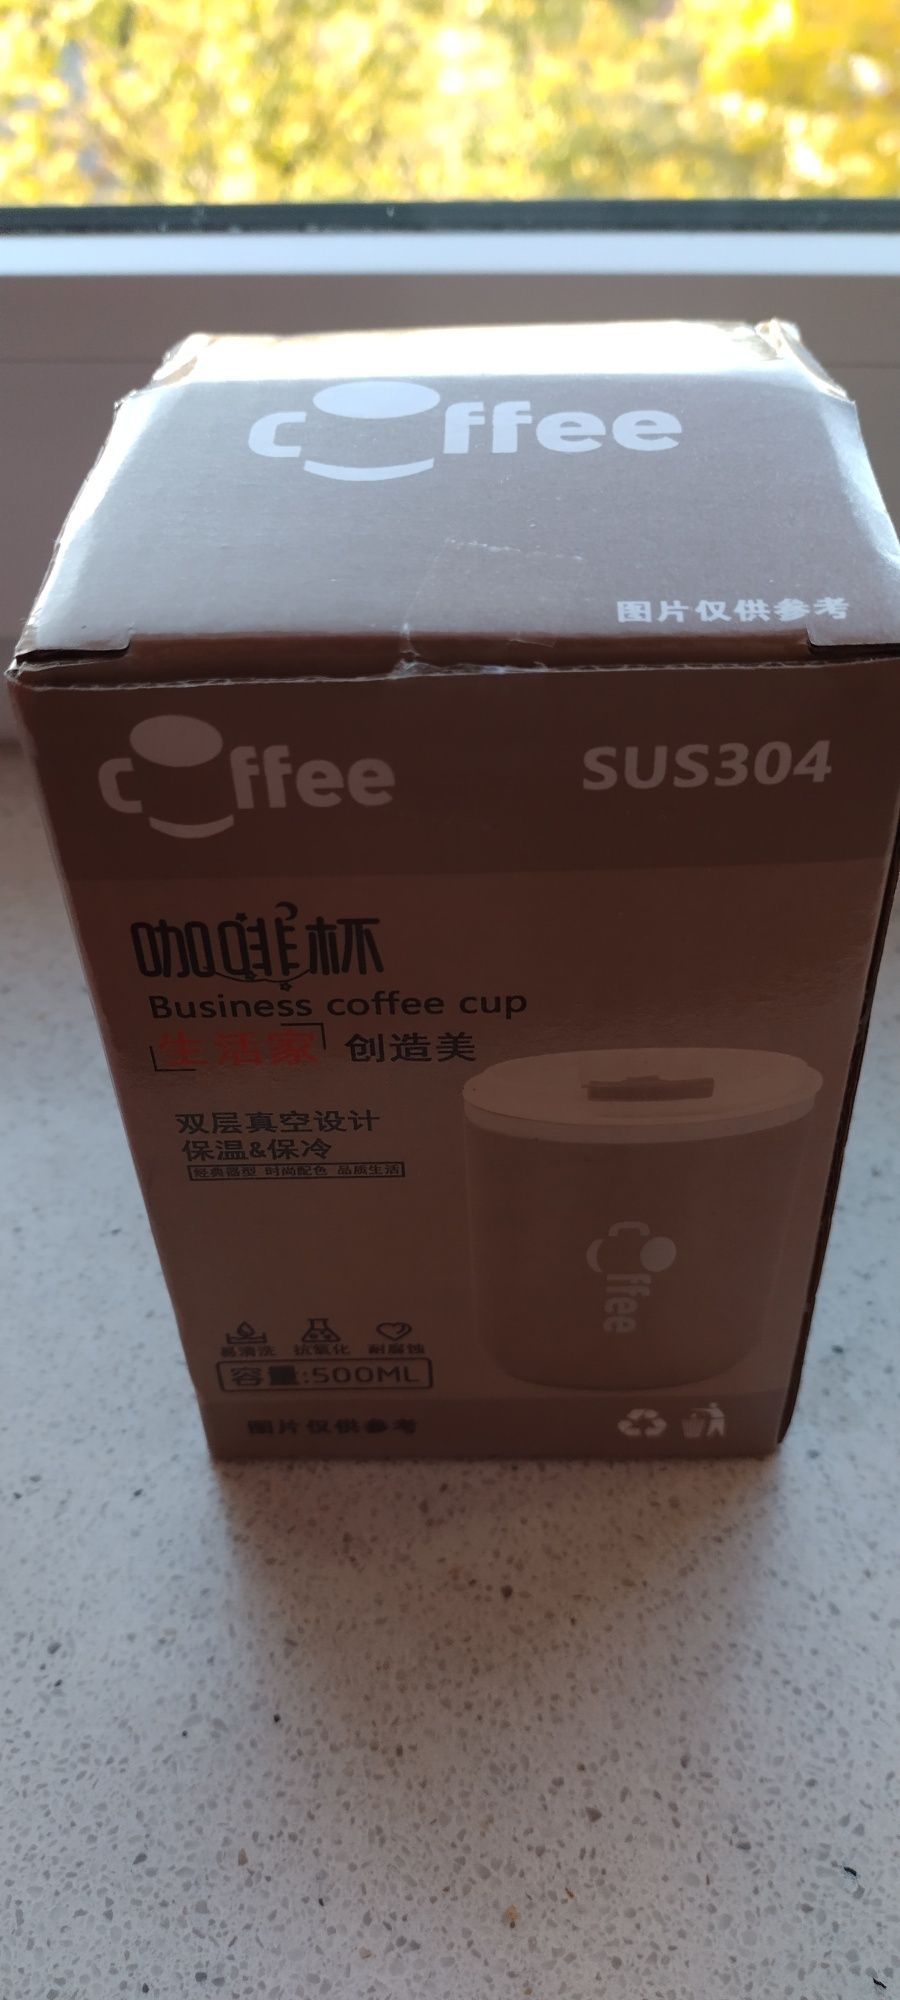 Coffee
图片仅供参考
Coffee
SUS304
咖啡杯
Business coffee cup
生活家 创造美
双层真空设计
保温&保冷
经典器型 时尚配色 品质生活
Coffee
易清洗 抗氧化 耐腐蚀
容量:500ML
图片仅供参考